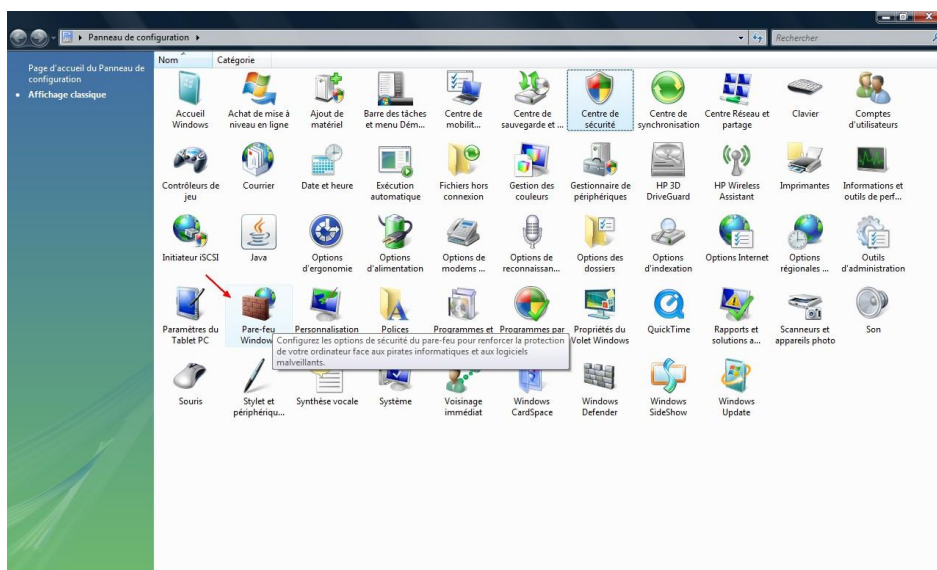 Panneau de configuration
Rechercher
Page d'accueil du Panneau de
configuration
Affichage classique
Nom Catégorie
Accueil
Windows
Achat de mise à
niveau en ligne
Ajout de
matériel
Barre des tâches
et menu Dém...
Centre de
mobilit...
Centre de
sauvegarde et ...
Centre de
sécurité
Centre de
synchronisation
Centre Réseau et
partage
Clavier
Comptes
d'utilisateurs
Contrôleurs de
jeu
Courrier
Date et heure
Exécution
automatique
Fichiers hors
connexion
Gestion des
couleurs
Gestionnaire de
périphériques
HP 3D
DriveGuard
HP Wireless
Assistant
Imprimantes
Informations et
outils de perf...
Initiateur iSCSI
Java
Options
d'ergonomie
Options
d'alimentation
Options de
modems ...
Options de
reconnaissan...
Options des
dossiers
Options
d'indexation
Options Internet
Options
régionales ...
Outils
d'administration
Paramètres du
Tablet PC
Pare-feu
Window
Personnalisation
Polices
Programmes et
Programmes par
Propriétés du
Volet Windows
QuickTime
Rapports et
solutions a...
Scanneurs et
appareils photo
Son
Configurez les options de sécurité du pare-feu pour renforcer la protection
de votre ordinateur face aux pirates informatiques et aux logiciels
malveillants.
Souris
Stylet et
périphériqu...
Synthèse vocale
Système
Voisinage
immédiat
Windows
CardSpace
Windows
Defender
Windows
SideShow
Windows
Update